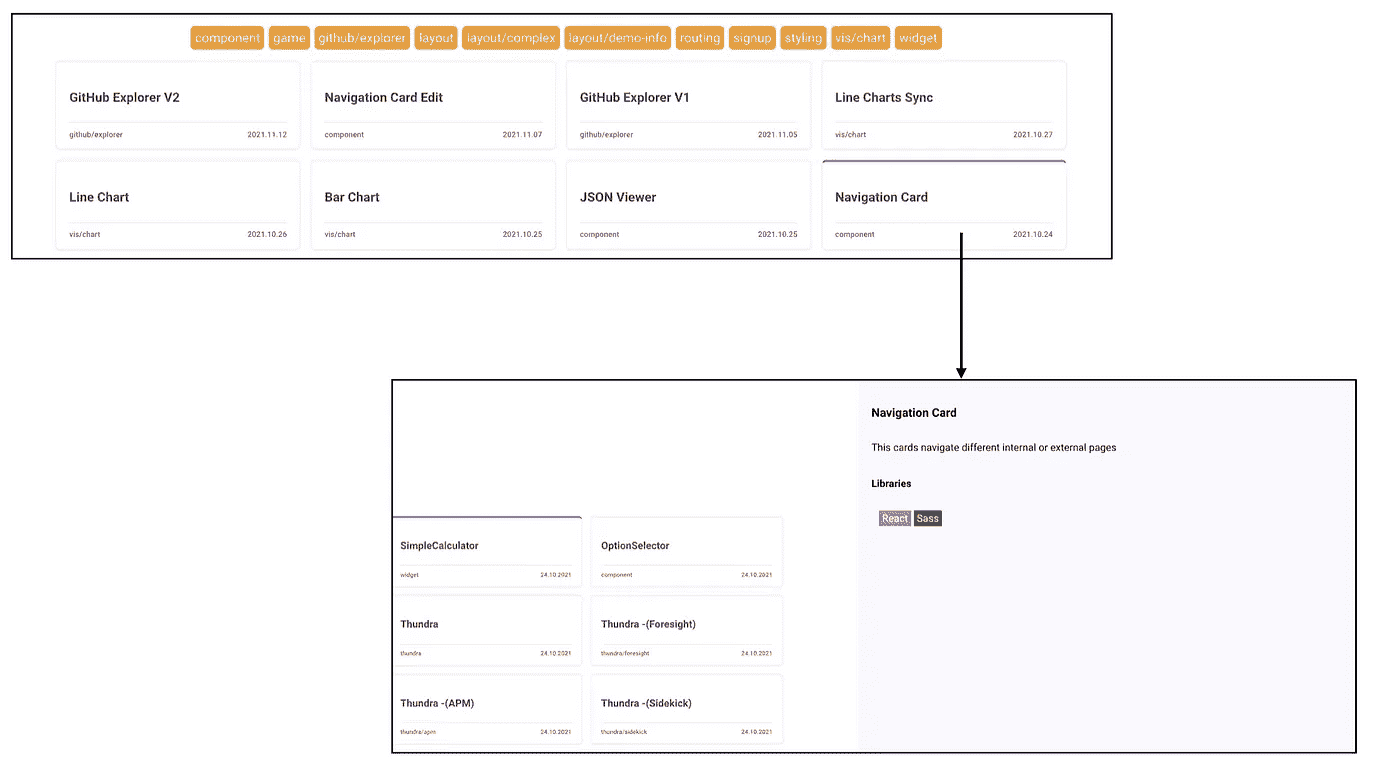 component game github/explorer layout layout/complex layout/demo-info routing signup styling vis/chart widget
GitHub Explorer V2
github/explorer 2021.11.12
Navigation Card Edit
component 2021.11.07
GitHub Explorer V1
github/explorer 2021.11.05
Line Charts Sync
vis/chart 2021.10.27
Line Chart
vis/chart 2021.10.26
Bar Chart
vis/chart 2021.10.25
JSON Viewer
component 2021.10.25
Navigation Card
component 2021.10.24
SimpleCalculator
widget 24.10.2021
OptionSelector
component 24.10.2021
Thundra
thundra 24.10.2021
Thundra -(Foresight)
thundra/foresight 24.10.2021
Thundra -(APM)
thundra/apm 24.10.2021
Thundra -(Sidekick)
thundra/sidekick 24.10.2021
Navigation Card
This cards navigate different internal or external pages
Libraries
React Sass